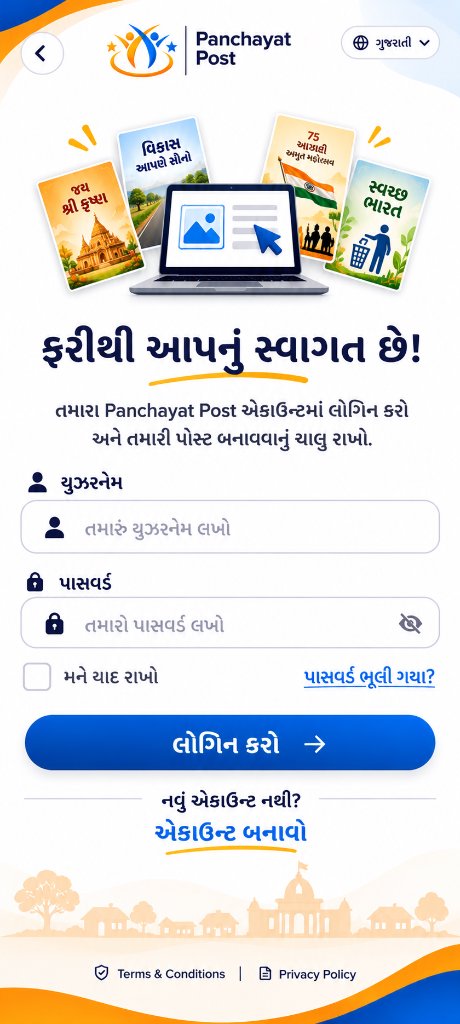 Panchayat
Post
ગુજરાતી
જય
શ્રી કૃષ્ણ
વિકાસ
આપણે સૌનો
75
આઝાદી
અમૃત મહોત્સવ
સ્વચ્છ
ભારત
ફરીથી આપનું સ્વાગત છે!
તમારા Panchayat Post એકાઉન્ટમાં લોગિન કરો
અને તમારી પોસ્ટ બનાવવાનું ચાલુ રાખો.
યુઝરનેમ
તમારું યુઝરનેમ લખો
પાસવર્ડ
તમારો પાસવર્ડ લખો
મને યાદ રાખો
પાસવર્ડ ભૂલી ગયા?
લોગિન કરો
નવું એકાઉન્ટ નથી?
એકાઉન્ટ બનાવો
Terms & Conditions | Privacy Policy